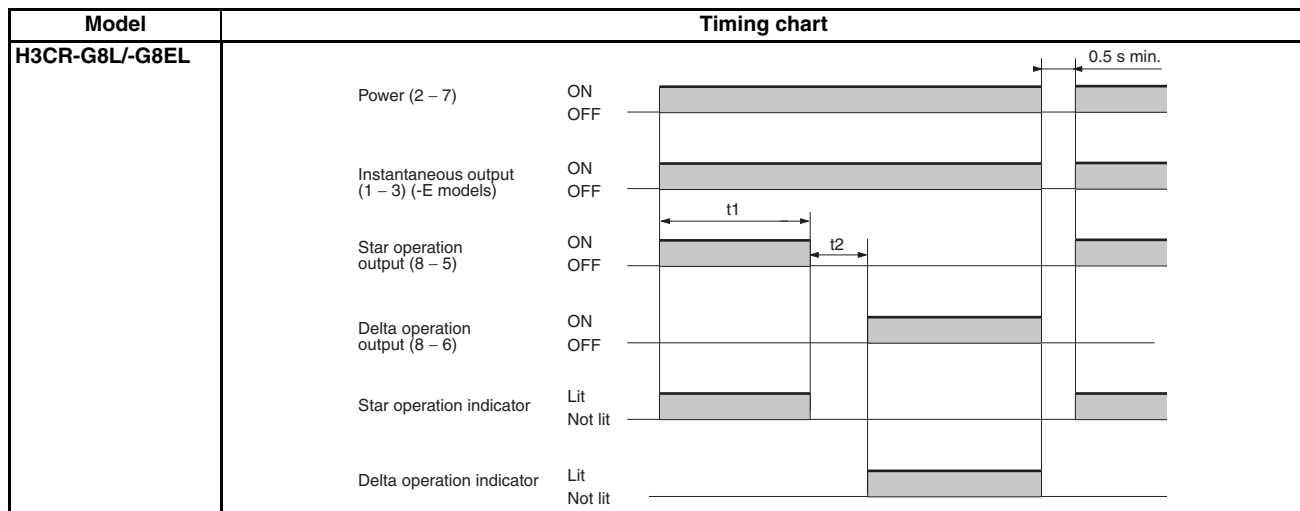 Model
Timing chart
H3CR-G8L/-G8EL
0.5 s min.
Power (2 – 7)
ON
OFF
Instantaneous output
(1 – 3) (-E models)
ON
OFF
t1
Star operation
output (8 – 5)
ON
OFF
t2
Delta operation
output (8 – 6)
ON
OFF
Star operation indicator
Lit
Not lit
Delta operation indicator
Lit
Not lit